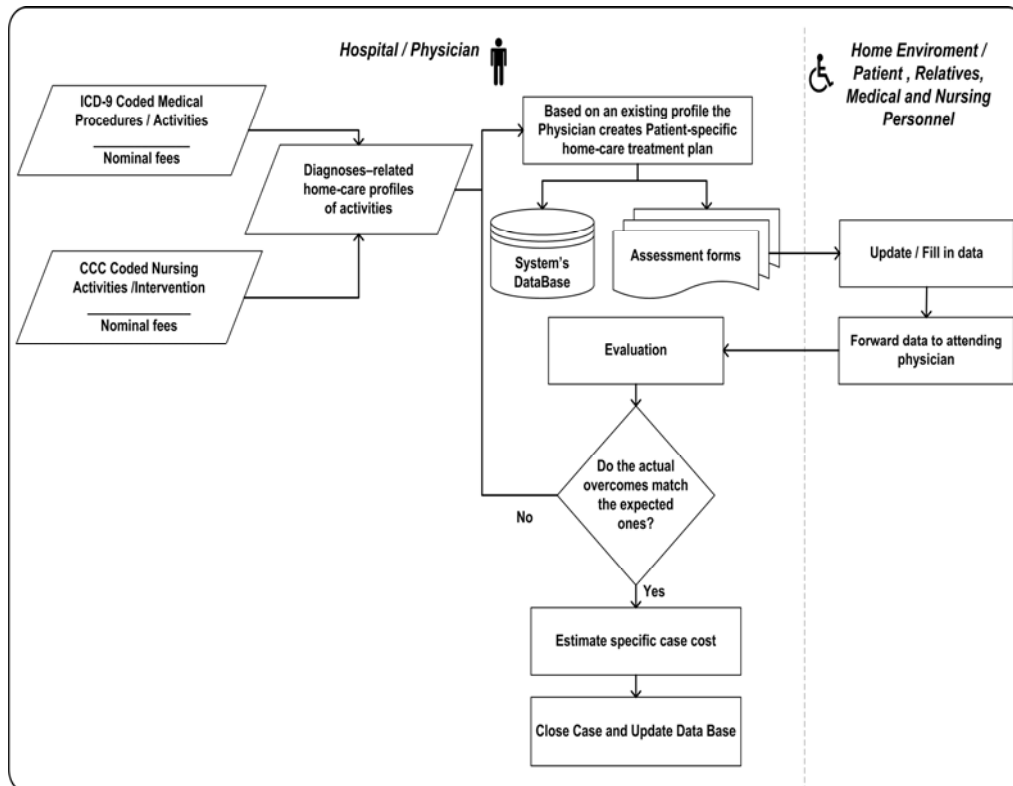 Hospital / Physician
Home Enviroment /
Patient , Relatives,
Medical and Nursing
Personnel
ICD-9 Coded Medical
Procedures / Activities
Nominal fees
Diagnoses–related
home-care profiles
of activities
CCC Coded Nursing
Activities /Intervention
Nominal fees
Based on an existing profile the
Physician creates Patient-specific
home-care treatment plan
System's
DataBase
Assessment forms
Update / Fill in data
Forward data to attending
physician
Evaluation
Do the actual
overcomes match
the expected
ones?
No
Yes
Estimate specific case cost
Close Case and Update Data Base